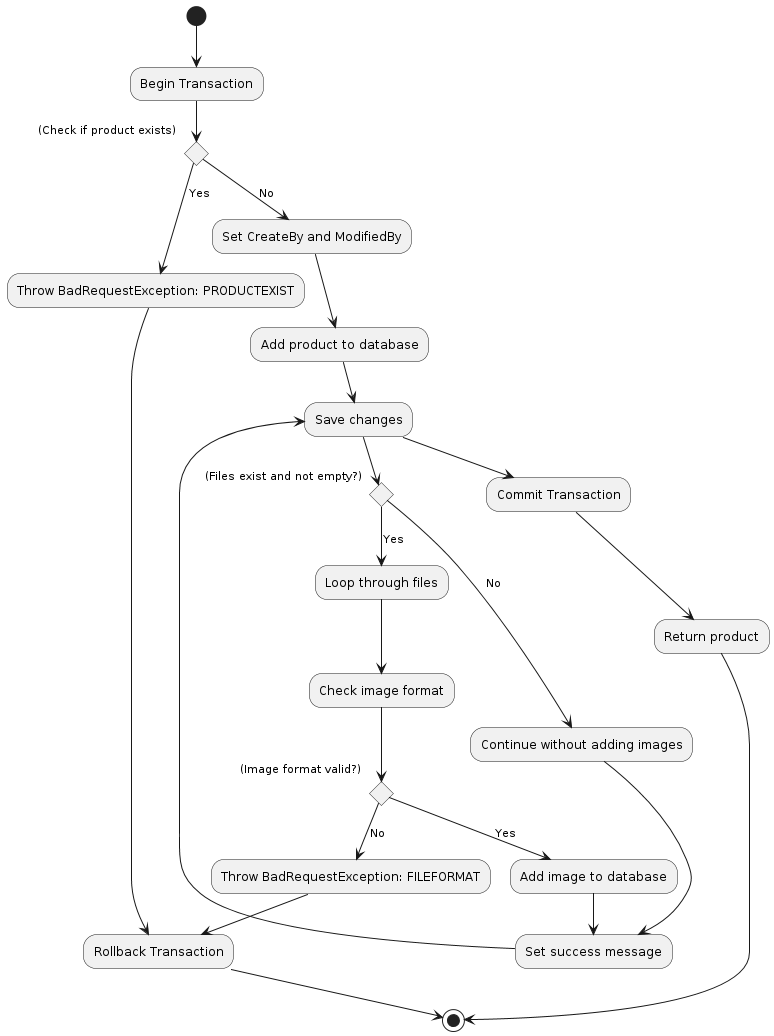 Begin Transaction
(Check if product exists)
Yes
No
Set CreateBy and ModifiedBy
Throw BadRequestException: PRODUCTEXIST
Add product to database
Save changes
(Files exist and not empty?)
Commit Transaction
Yes
Loop through files
No
Return product
Check image format
Continue without adding images
(Image format valid?)
No
Yes
Throw BadRequestException: FILEFORMAT
Add image to database
Rollback Transaction
Set success message